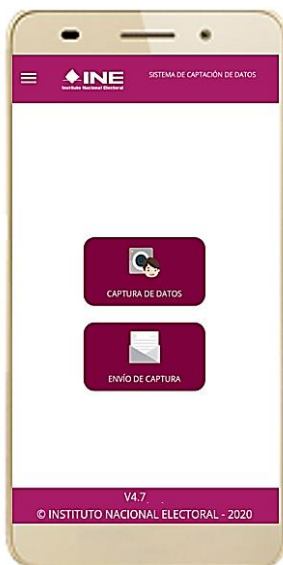 INE
Instituto Nacional Electoral
SISTEMA DE CAPTACIÓN DE DATOS
CAPTURA DE DATOS
ENVÍO DE CAPTURA
V4.7
© INSTITUTO NACIONAL ELECTORAL - 2020